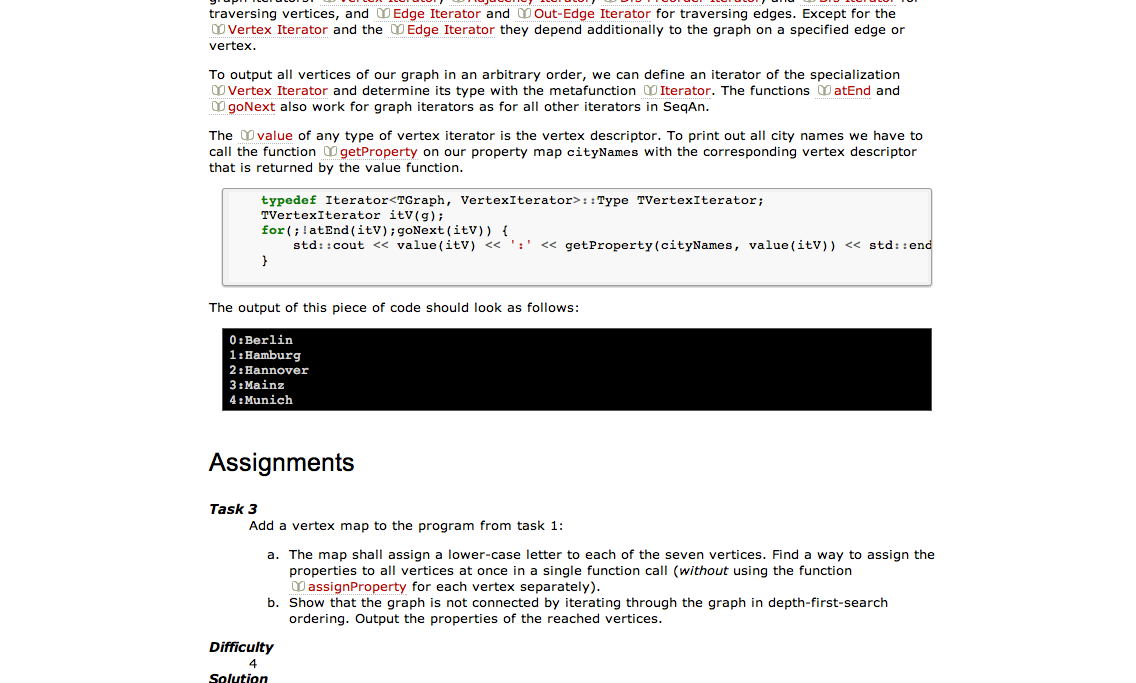 traversing vertices, and Edge Iterator and Out-Edge Iterator for traversing edges. Except for the
Vertex Iterator and the Edge Iterator they depend additionally to the graph on a specified edge or
vertex.
To output all vertices of our graph in an arbitrary order, we can define an iterator of the specialization
Vertex Iterator and determine its type with the metafunction Iterator. The functions atEnd and
goNext also work for graph iterators as for all other iterators in SeqAn.
The value of any type of vertex iterator is the vertex descriptor. To print out all city names we have to
call the function getProperty on our property map cityNames with the corresponding vertex descriptor
that is returned by the value function.
typedef Iterator<TGraph, VertexIterator>::Type TVertexIterator;
TVertexIterator itV(g);
for(;!atEnd(itV);goNext(itV)) {
std::cout << value(itV) << ':' << getProperty(cityNames, value(itV)) << std::end
}
The output of this piece of code should look as follows:
0:Berlin
1:Hamburg
2:Hannover
3:Mainz
4:Munich
Assignments
Task 3
Add a vertex map to the program from task 1:
a. The map shall assign a lower-case letter to each of the seven vertices. Find a way to assign the
properties to all vertices at once in a single function call (without using the function
assignProperty for each vertex separately).
b. Show that the graph is not connected by iterating through the graph in depth-first-search
ordering. Output the properties of the reached vertices.
Difficulty
4
Solution